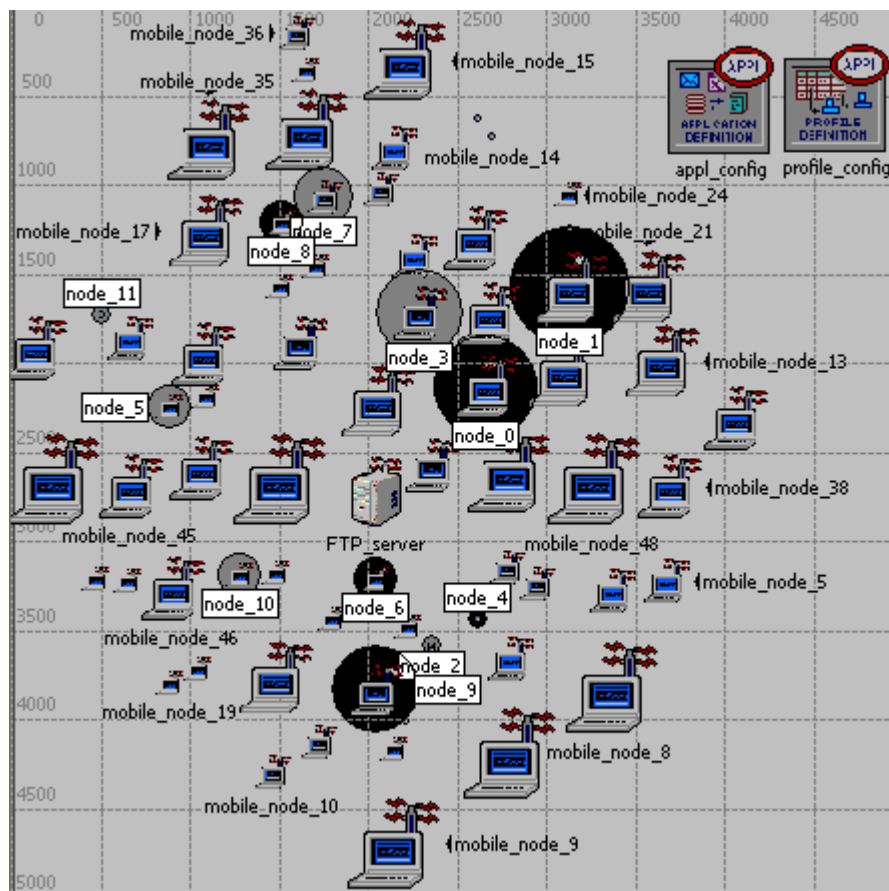 0 500 1000 1500 2000 2500 3000 3500 4000 4500
mobile_node_36
mobile_node_15
500
mobile_node_35
APPL
APPL
APPLICATION
DEFINITION
PROFILE
DEFINITION
mobile_node_14
appl_config
profile_config
1000
mobile_node_24
mobile_node_17
node_7
mobile_node_21
node_8
1500
node_11
node_1
node_3
mobile_node_13
node_5
node_0
2500
mobile_node_38
mobile_node_45
FTP_server
mobile_node_48
mobile_node_5
node_10
node_6
node_4
3500
mobile_node_46
node_2
node_9
4000
mobile_node_19
mobile_node_8
4500
mobile_node_10
mobile_node_9
5000